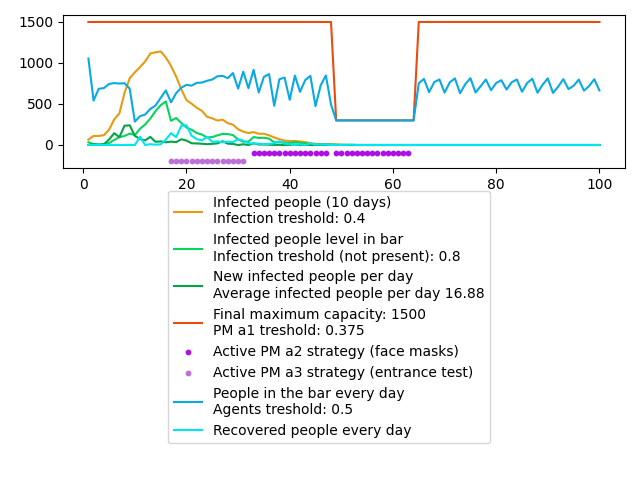 1500
1000
500
0
0 20 40 60 80 100
Infected people (10 days)
Infection treshold: 0.4
Infected people level in bar
Infection treshold (not present): 0.8
New infected people per day
Average infected people per day 16.88
Final maximum capacity: 1500
PM a1 treshold: 0.375
Active PM a2 strategy (face masks)
Active PM a3 strategy (entrance test)
People in the bar every day
Agents treshold: 0.5
Recovered people every day